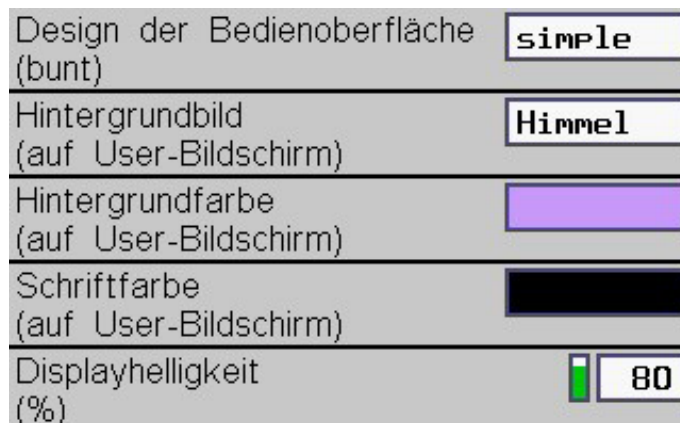 Design der Bedienoberfläche simple
(bunt)
Hintergrundbild Himmel
(auf User-Bildschirm)
Hintergrundfarbe
(auf User-Bildschirm)
Schriftfarbe
(auf User-Bildschirm)
Displayhelligkeit 80
(%)